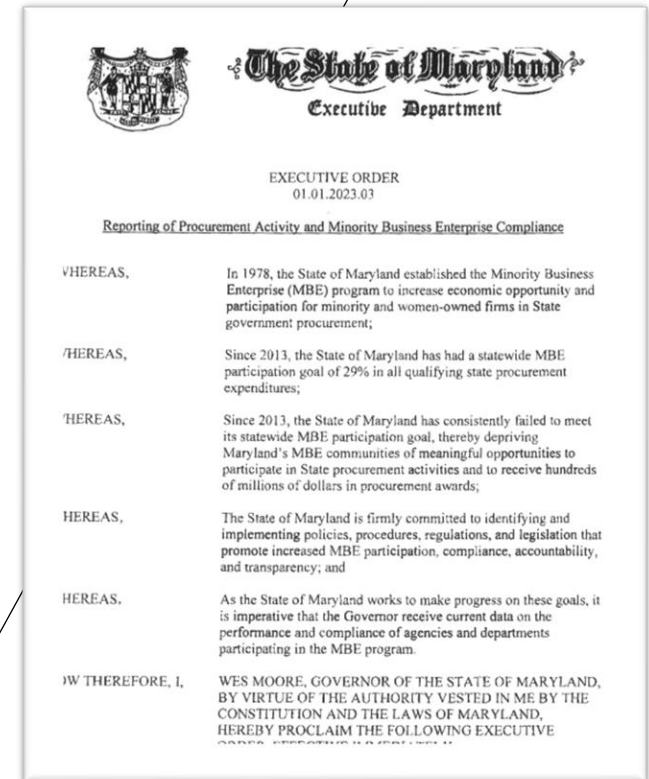 The State of Maryland
Executive Department
EXECUTIVE ORDER
01.01.2023.03
Reporting of Procurement Activity and Minority Business Enterprise Compliance
WHEREAS, In 1978, the State of Maryland established the Minority Business
Enterprise (MBE) program to increase economic opportunity and
participation for minority and women-owned firms in State
government procurement;
WHEREAS, Since 2013, the State of Maryland has had a statewide MBE
participation goal of 29% in all qualifying state procurement
expenditures;
HEREAS, Since 2013, the State of Maryland has consistently failed to meet
its statewide MBE participation goal, thereby depriving
Maryland's MBE communities of meaningful opportunities to
participate in State procurement activities and to receive hundreds
of millions of dollars in procurement awards;
HEREAS, The State of Maryland is firmly committed to identifying and
implementing policies, procedures, regulations, and legislation that
promote increased MBE participation, compliance, accountability,
and transparency; and
HEREAS, As the State of Maryland works to make progress on these goals, it
is imperative that the Governor receive current data on the
performance and compliance of agencies and departments
participating in the MBE program.
OW THEREFORE, I, WES MOORE, GOVERNOR OF THE STATE OF MARYLAND,
BY VIRTUE OF THE AUTHORITY VESTED IN ME BY THE
CONSTITUTION AND THE LAWS OF MARYLAND,
HEREBY PROCLAIM THE FOLLOWING EXECUTIVE